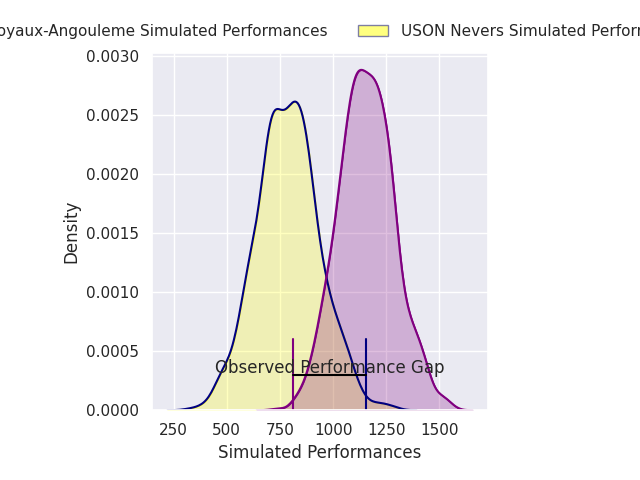 oyaux-Angouleme Simulated Performances USON Nevers Simulated Perfor
0.0030
0.0025
0.0020
0.0015
0.0010
0.0005
0.0000
Density
Observed Performance Gap
250 500 750 1000 1250 1500
Simulated Performances